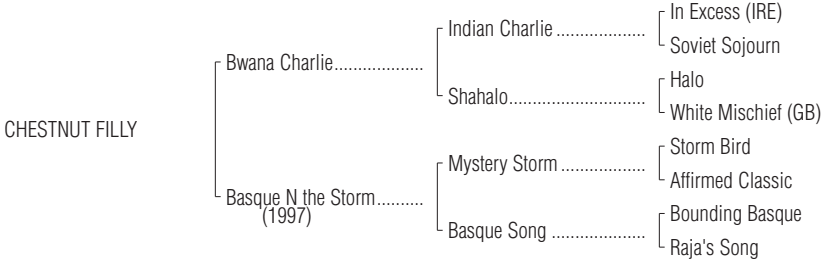 In Excess (IRE)
Indian Charlie ...................
Soviet Sojourn
Bwana Charlie...................
Halo
Shahalo.............................
White Mischief (GB)
CHESTNUT FILLY
Storm Bird
Mystery Storm ..................
Affirmed Classic
Basque N the Storm..........
(1997)
Bounding Basque
Basque Song ....................
Raja's Song